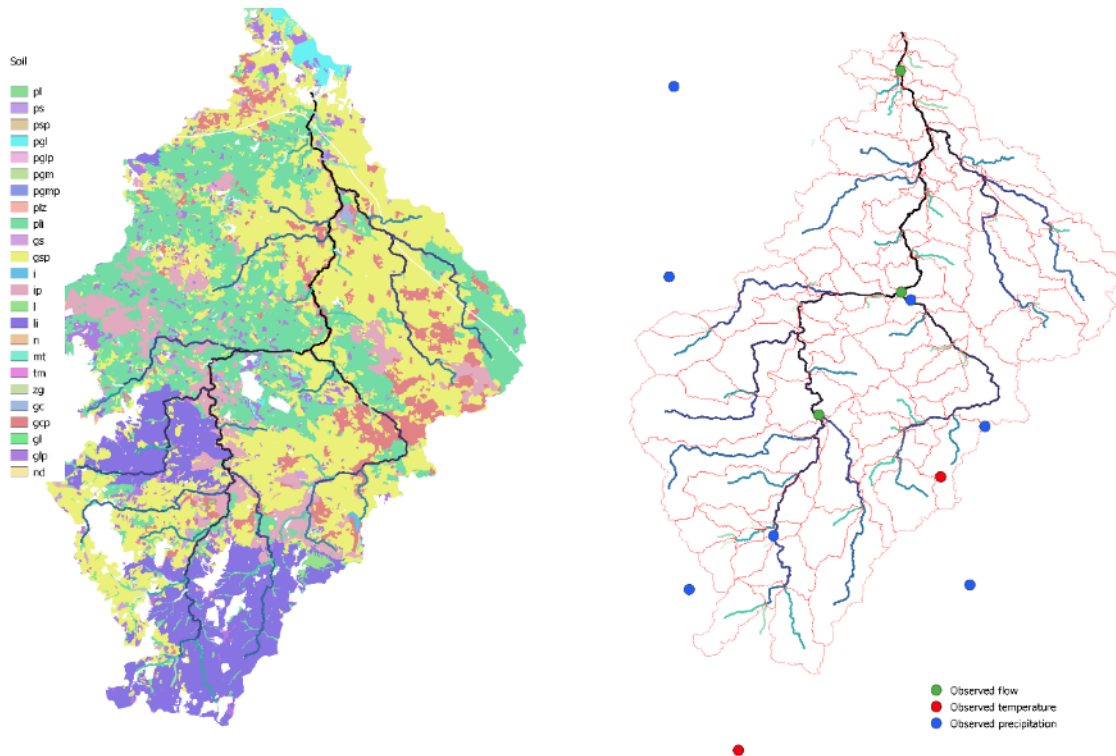 Soil
pl
ps
psp
pgl
pglp
pgm
pgmp
plz
pli
gs
gsp
i
ip
l
li
n
mt
tm
zg
gc
gcp
gl
glp
nd
Observed flow
Observed temperature
Observed precipitation